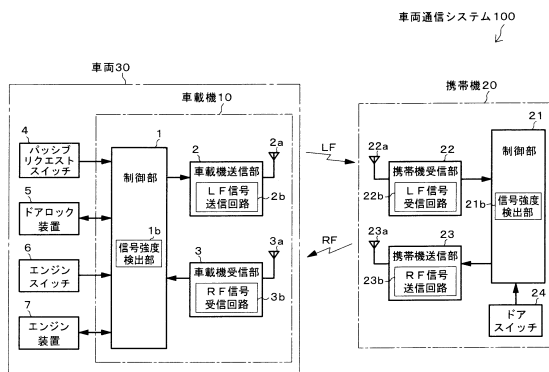 車両通信システム100
車両30
車載機10
携帯機20
4
パッシブ
リクエスト
スイッチ
5
ドアロック
装置
6
エンジン
スイッチ
7
エンジン
装置
1
制御部
1b
信号強度
検出部
2
2a
車載機送信部
LF信号
送信回路
2b
3
3a
車載機受信部
RF信号
受信回路
3b
LF
RF
22a
22
携帯機受信部
LF信号
受信回路
22b
23a
23
携帯機送信部
RF信号
送信回路
23b
21
制御部
信号強度
検出部
21b
24
ドア
スイッチ